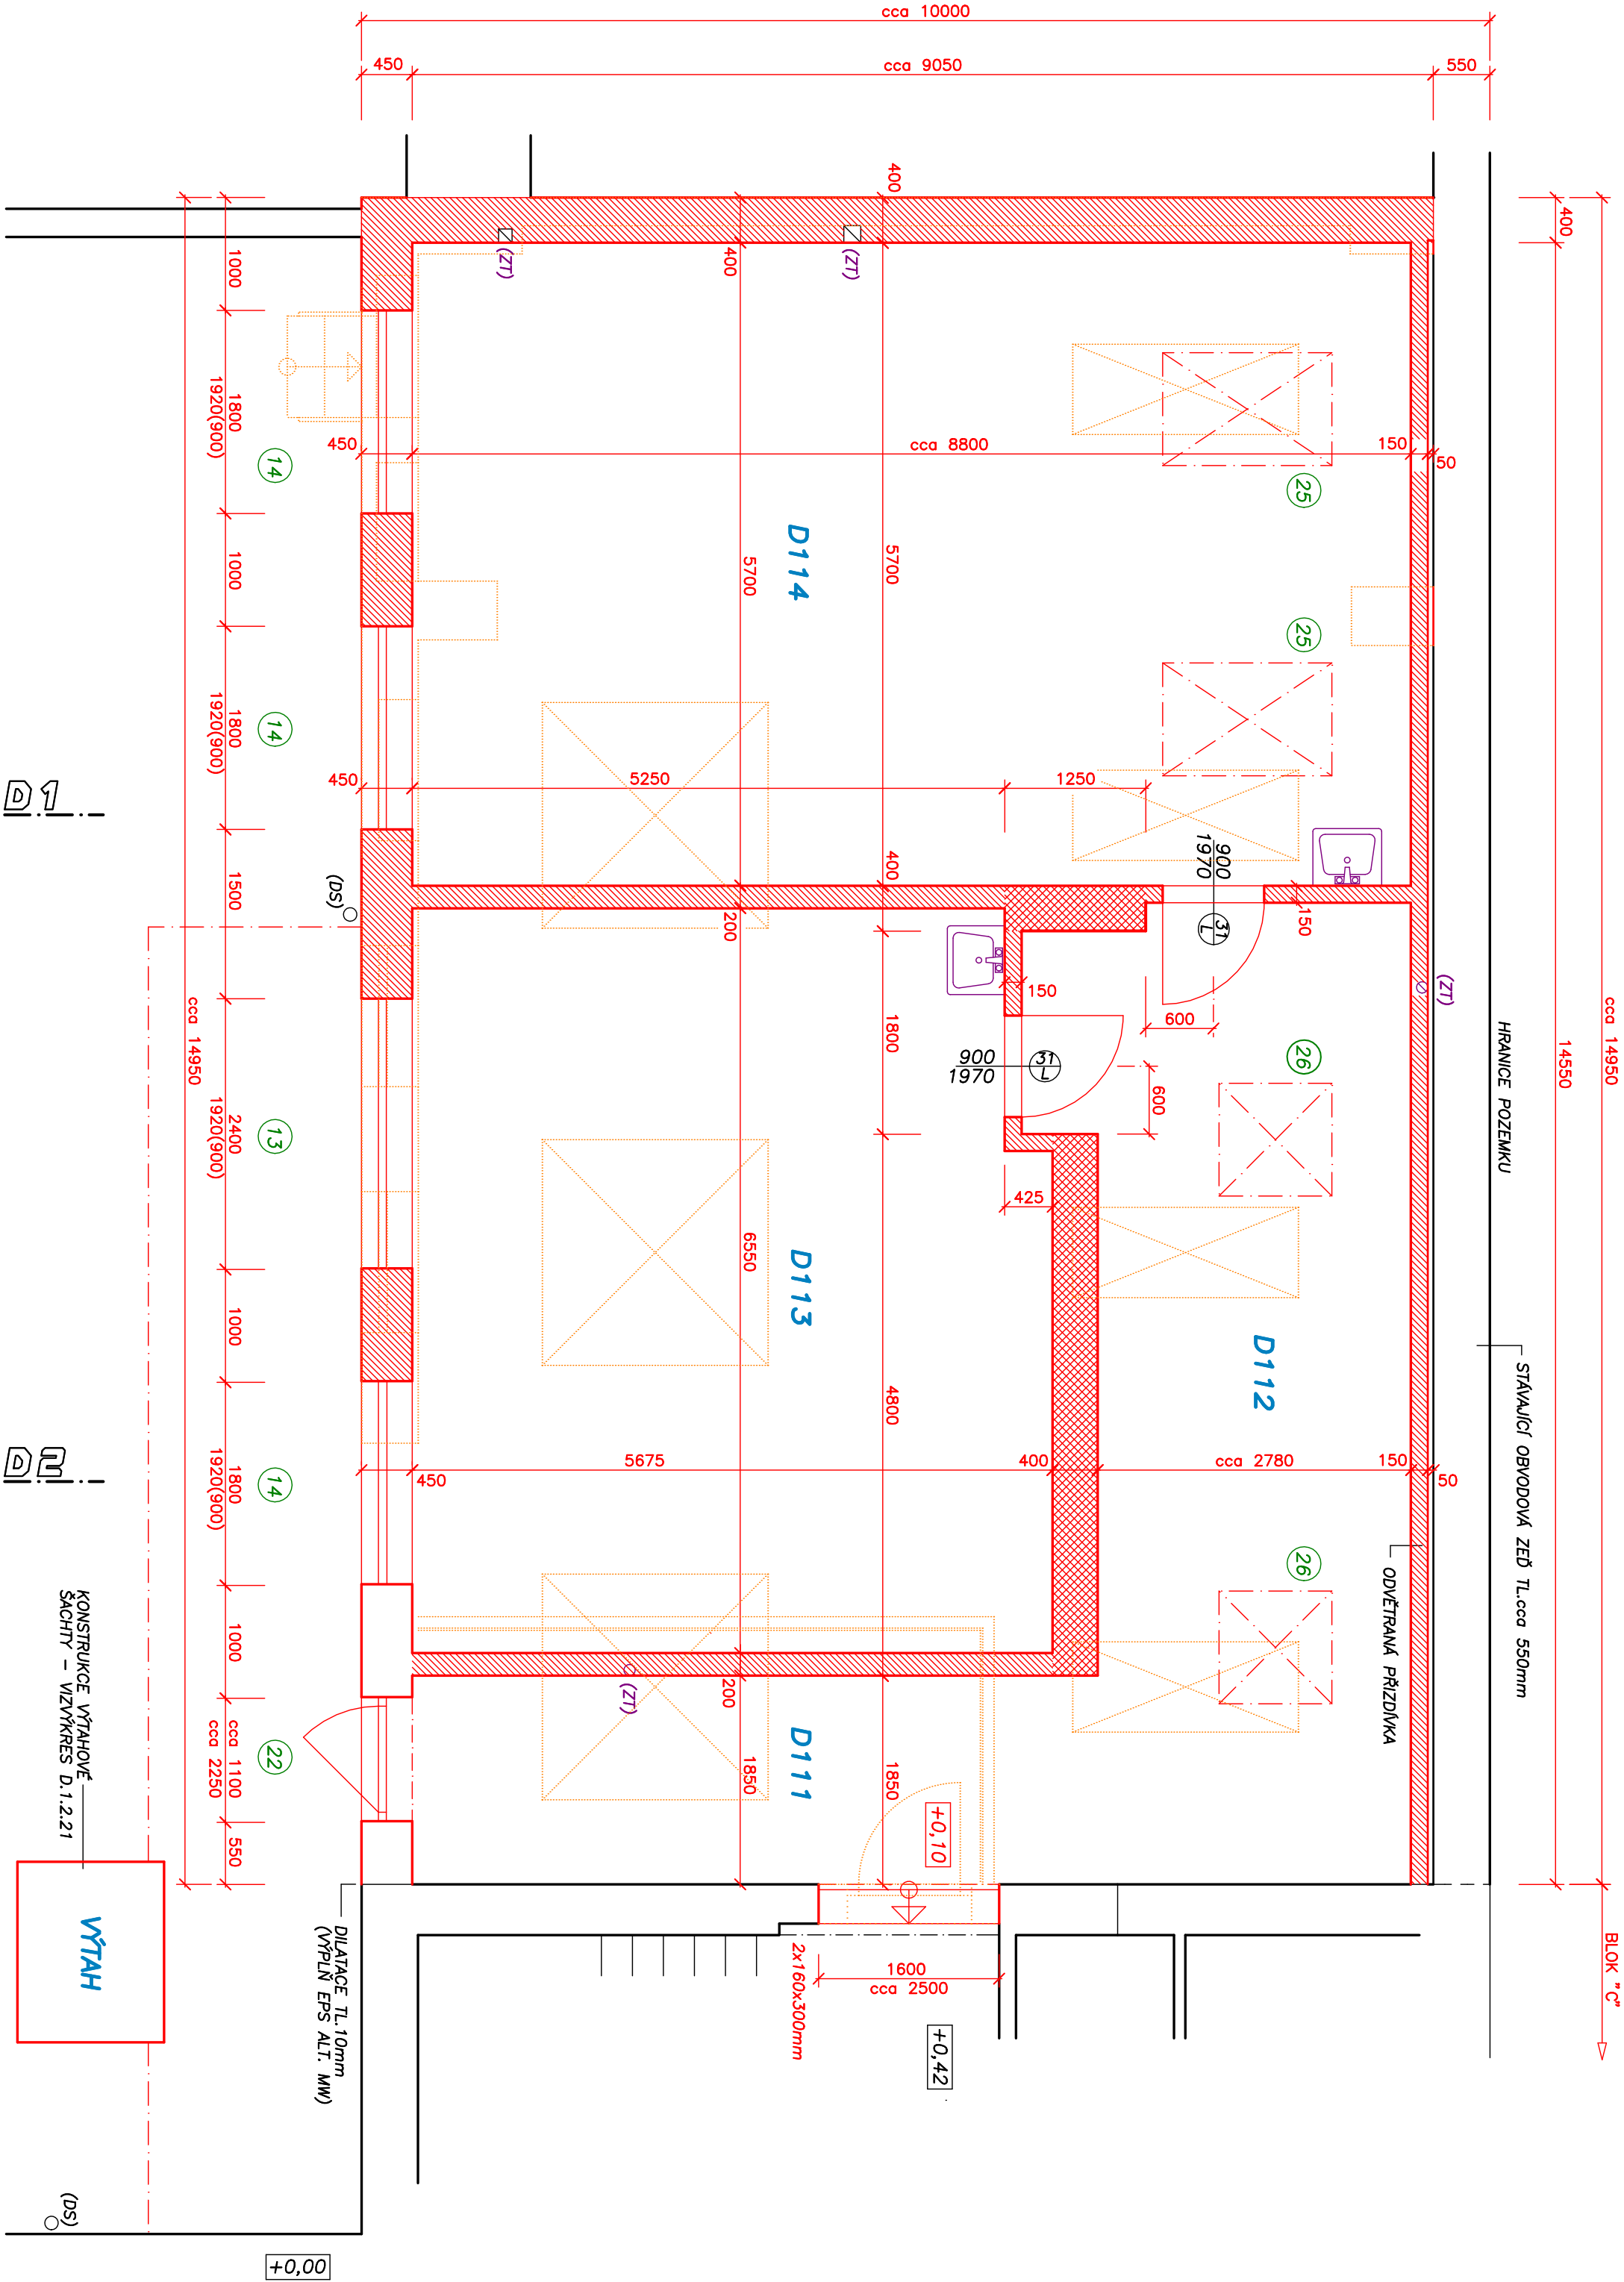 cca 10000
450
cca 9050
550
400
400
400
cca 14950
14550
HRANICE POZEMKU
STÁVAJÍCÍ OBVODOVÁ ZEĎ TL.cca 550mm
ODVĚTRANÁ PŘIZDÍVKA
BLOK "C"
(ZT)
(ZT)
(ZT)
(ZT)
1000
1800
1920(900)
14
1000
1800
1920(900)
14
1500
2400
1920(900)
13
1000
1800
1920(900)
14
1000
cca 1100
cca 2250
22
550
cca 14950
450
cca 8800
150
50
25
25
26
26
D114
5700
5700
450
5250
1250
400
200
900
1970
31
L
150
600
150
1800
900
1970
31
L
600
425
D113
6550
4800
D112
450
5675
400
cca 2780
150
50
200
D111
1850
1850
+0,10
1600
cca 2500
2x160x300mm
+0,42
D1
D2
(DS)
KONSTRUKCE VÝTAHOVÉ
ŠACHTY - VIZVÝKRES D.1.2.21
VÝTAH
DILATACE TL.10mm
(VÝPLŇ EPS ALT. MW)
(DS)
+0,00